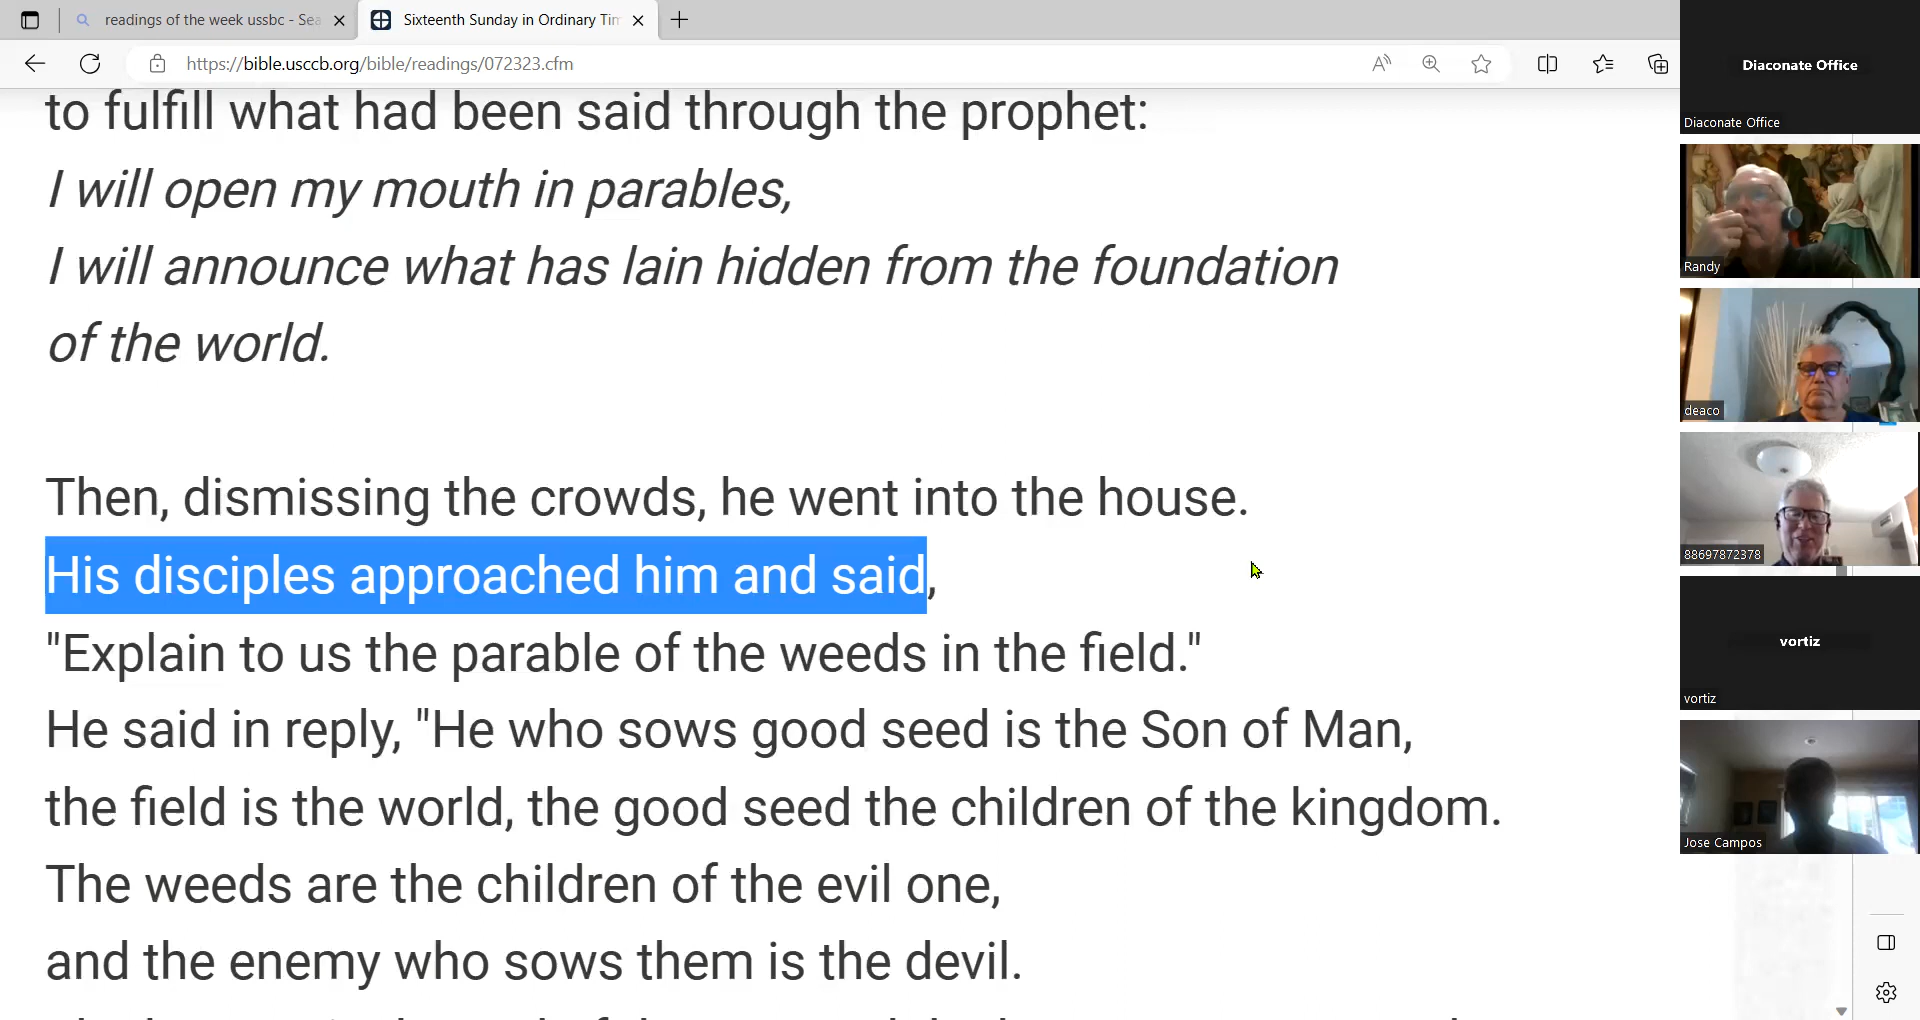 readings of the week ussbc - Sea
Sixteenth Sunday in Ordinary Tim
https://bible.usccb.org/bible/readings/072323.cfm
to fulfill what had been said through the prophet:
I will open my mouth in parables,
I will announce what has lain hidden from the foundation
of the world.
Then, dismissing the crowds, he went into the house.
His disciples approached him and said,
"Explain to us the parable of the weeds in the field."
He said in reply, "He who sows good seed is the Son of Man,
the field is the world, the good seed the children of the kingdom.
The weeds are the children of the evil one,
and the enemy who sows them is the devil.
Diaconate Office
Diaconate Office
Randy
deaco
88697872378
vortiz
vortiz
Jose Campos